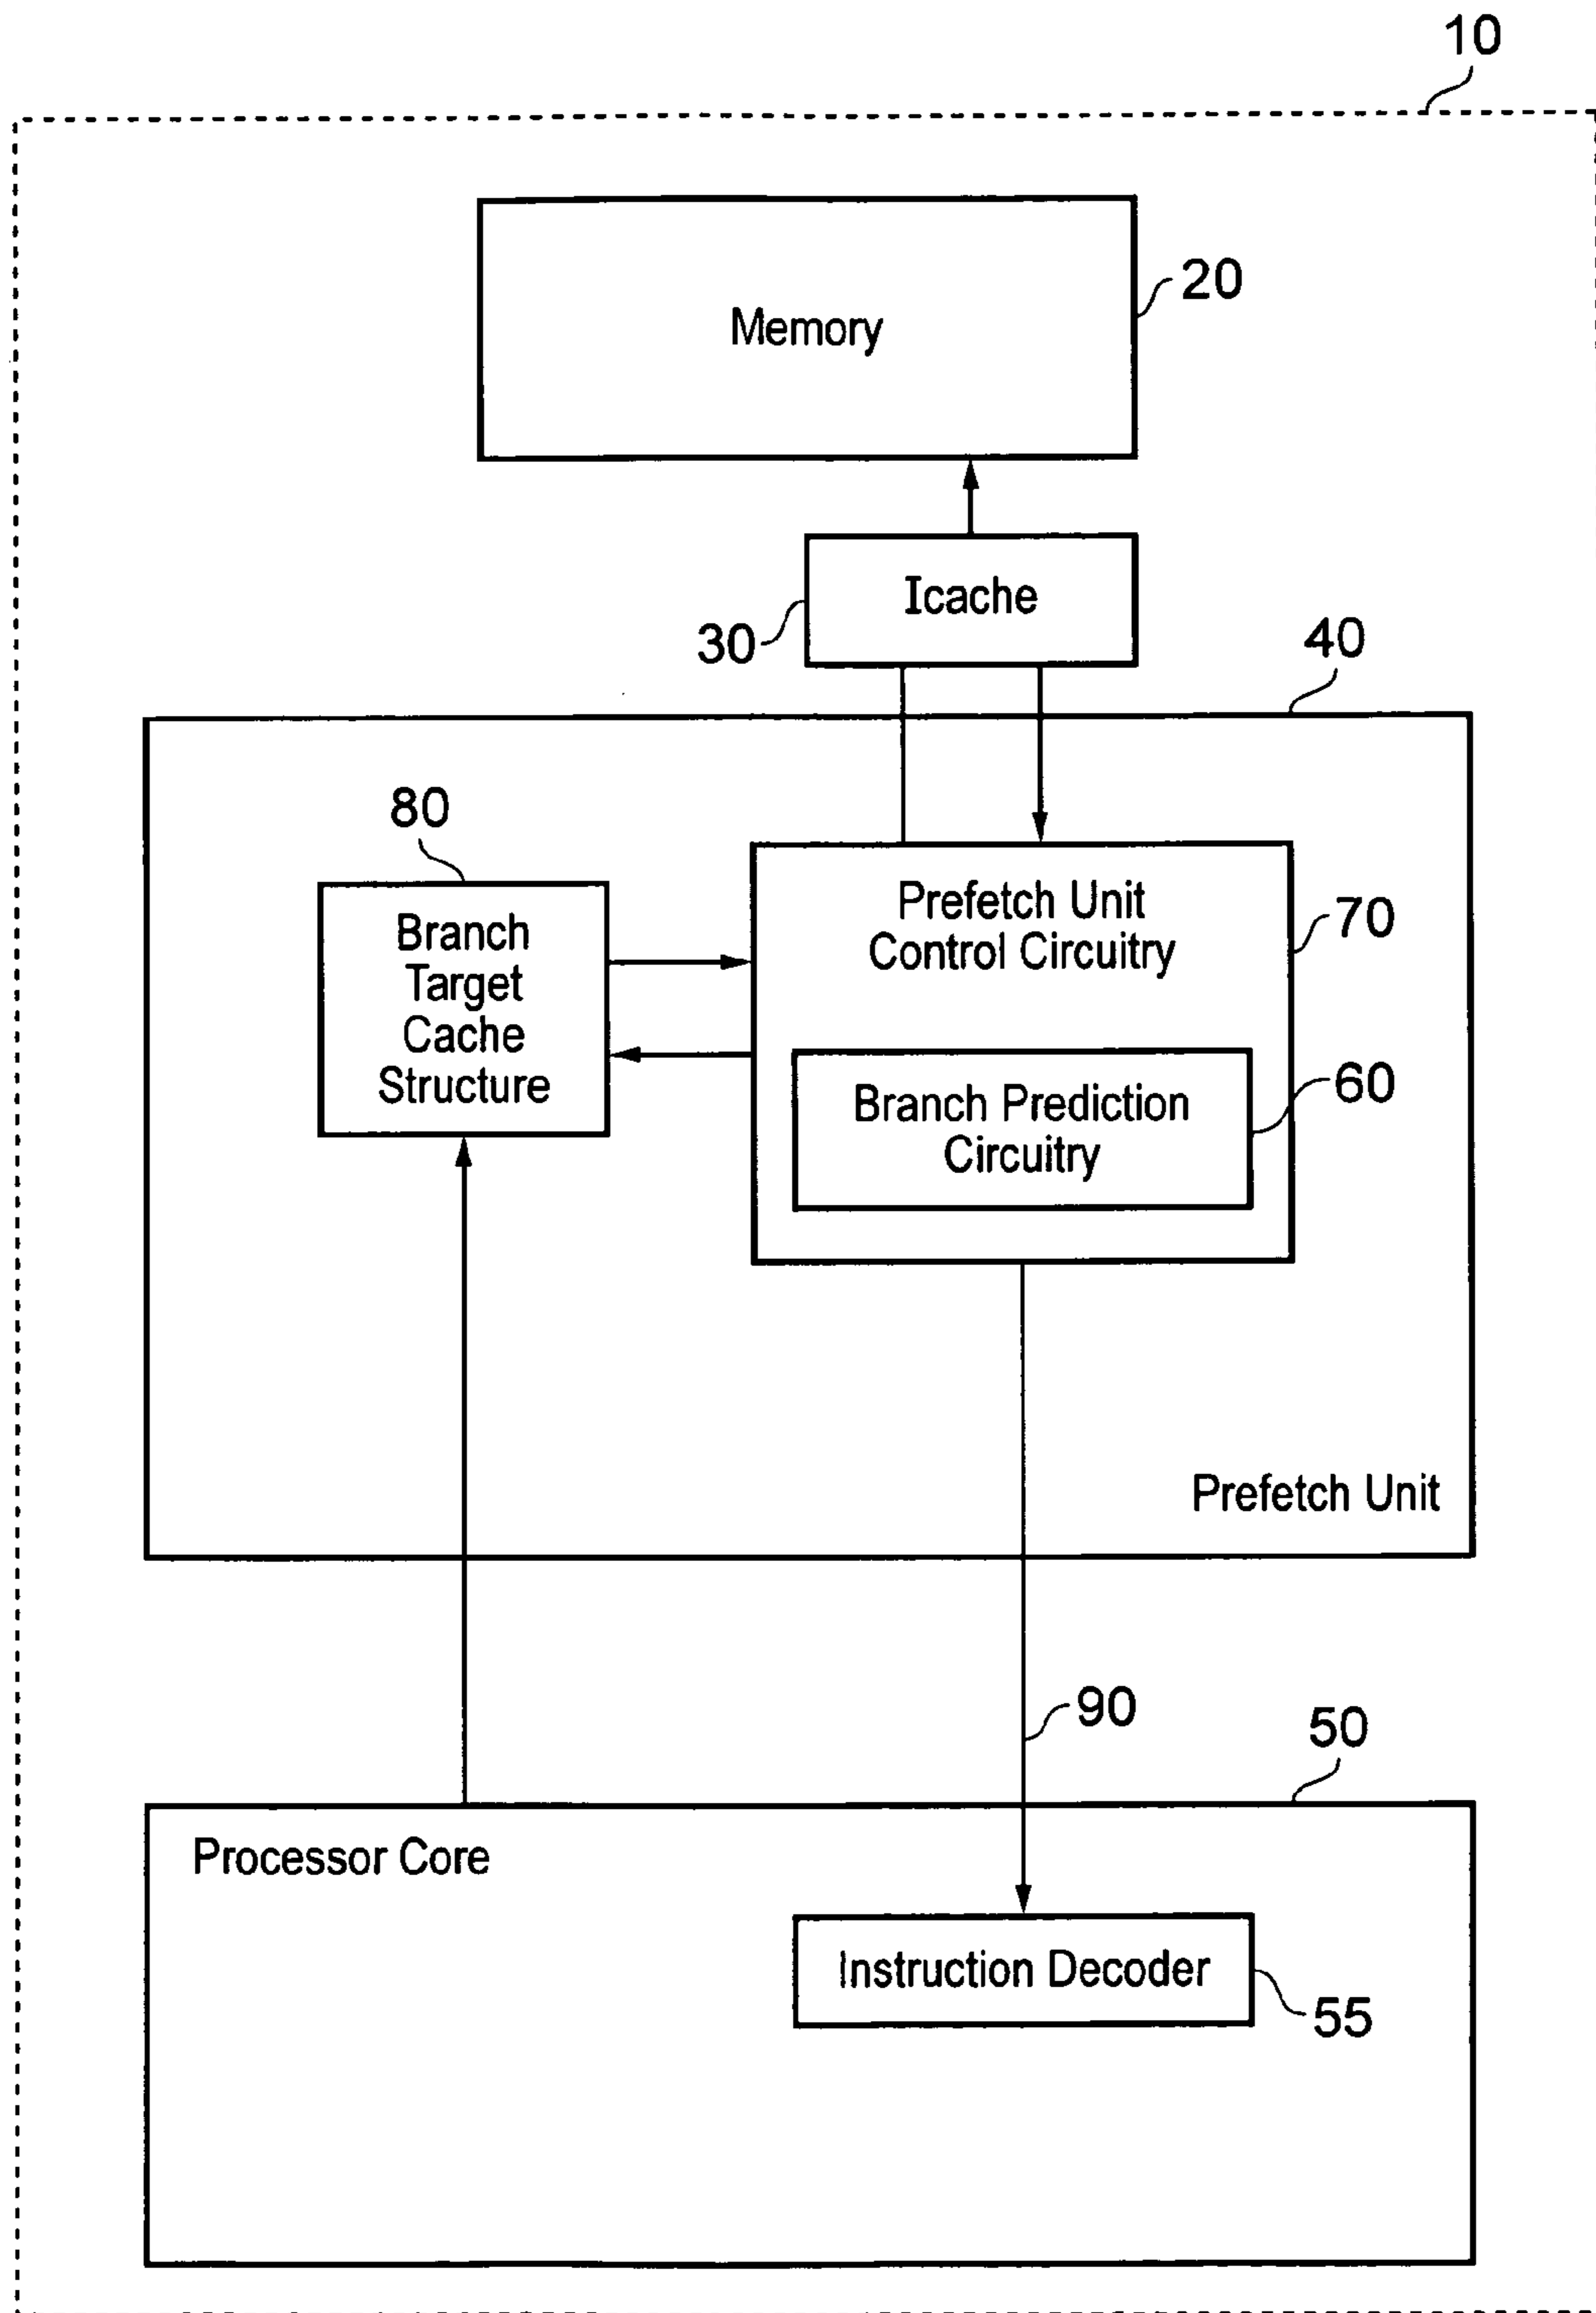 10
Memory
20
Icache
30
40
80
Branch
Target
Cache
Structure
Prefetch Unit
Control Circuitry
70
Branch Prediction
Circuitry
60
Prefetch Unit
90
50
Processor Core
Instruction Decoder
55